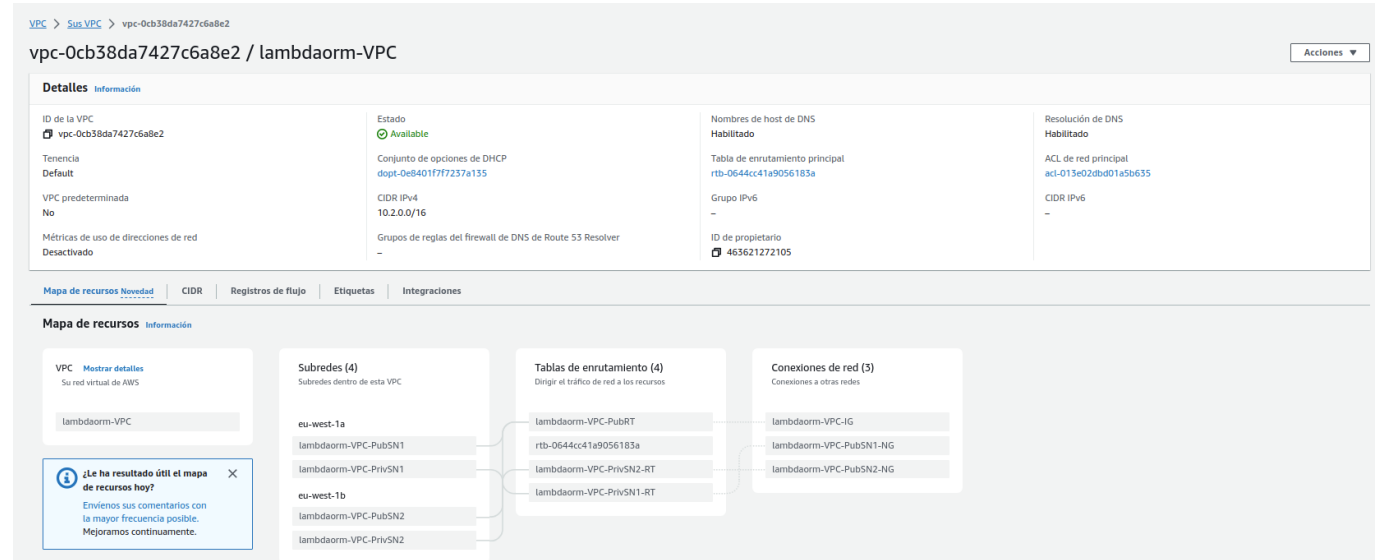 VPC > Sus VPC > vpc-0cb38da7427c6a8e2
vpc-0cb38da7427c6a8e2 / lambdaorm-VPC
Acciones ▼
Detalles Información
ID de la VPC
vpc-0cb38da7427c6a8e2
Estado
Available
Nombres de host de DNS
Habilitado
Resolución de DNS
Habilitado
Tenencia
Default
Conjunto de opciones de DHCP
dopt-0e8401f7f7237a135
Tabla de enrutamiento principal
rtb-0644cc41a9056183a
ACL de red principal
acl-013e02dbd01a5b635
VPC predeterminada
No
CIDR IPv4
10.2.0.0/16
Grupo IPv6
–
CIDR IPv6
–
Métricas de uso de direcciones de red
Desactivado
Grupos de reglas del firewall de DNS de Route 53 Resolver
–
ID de propietario
463621272105
Mapa de recursos Novedad
CIDR
Registros de flujo
Etiquetas
Integraciones
Mapa de recursos Información
VPC Mostrar detalles
Su red virtual de AWS
lambdaorm-VPC
¿Le ha resultado útil el mapa
de recursos hoy?
Envíenos sus comentarios con
la mayor frecuencia posible.
Mejoramos continuamente.
Subredes (4)
Subredes dentro de esta VPC
eu-west-1a
lambdaorm-VPC-PubSN1
lambdaorm-VPC-PrivSN1
eu-west-1b
lambdaorm-VPC-PubSN2
lambdaorm-VPC-PrivSN2
Tablas de enrutamiento (4)
Dirigir el tráfico de red a los recursos
lambdaorm-VPC-PubRT
rtb-0644cc41a9056183a
lambdaorm-VPC-PrivSN2-RT
lambdaorm-VPC-PrivSN1-RT
Conexiones de red (3)
Conexiones a otras redes
lambdaorm-VPC-IG
lambdaorm-VPC-PubSN1-NG
lambdaorm-VPC-PubSN2-NG